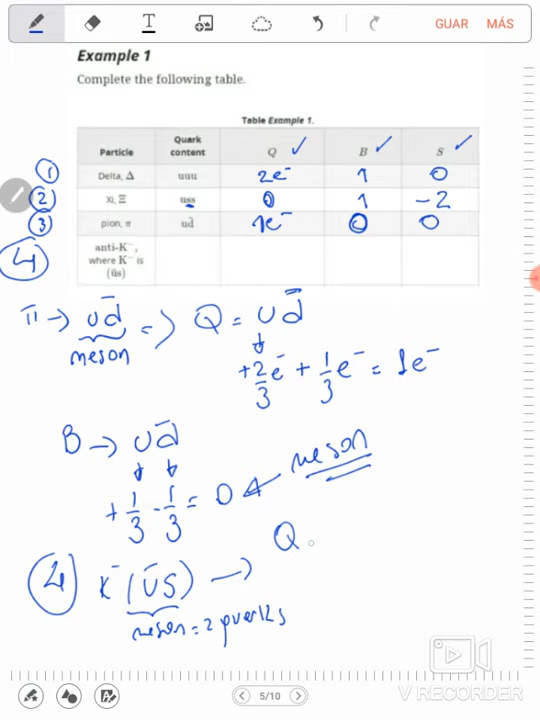 GUAR MÁS
Example 1
Complete the following table.
Table Example 1.
Particle Quark content Q ✓ B ✓ S ✓
① Delta, Δ uuu 2e⁻ 1 0
② Xi, Ξ uss 0 1 -2
③ pion, π ud̄ 1e⁻ 0 0
④ anti-K⁻, where K⁻ is (ūs)
π → ud̄ => Q = ud̄
meson
+2/3 e⁻ + 1/3 e⁻ = 1e⁻
B → ud̄
meson
+1/3 - 1/3 = 0
④ K⁻ (ūs) → Q
meson = 2 quarks
5/10
V RECORDER